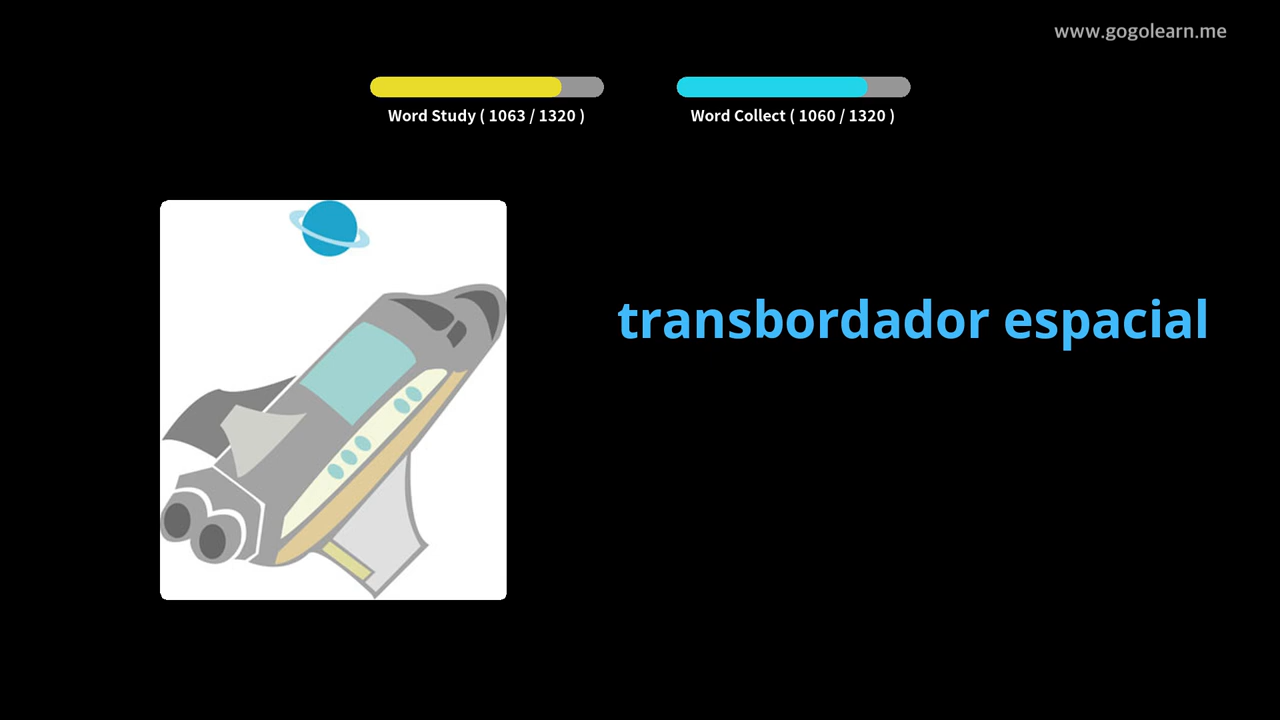 www.gogolearn.me
Word Study ( 1063 / 1320 )
Word Collect ( 1060 / 1320 )
transbordador espacial